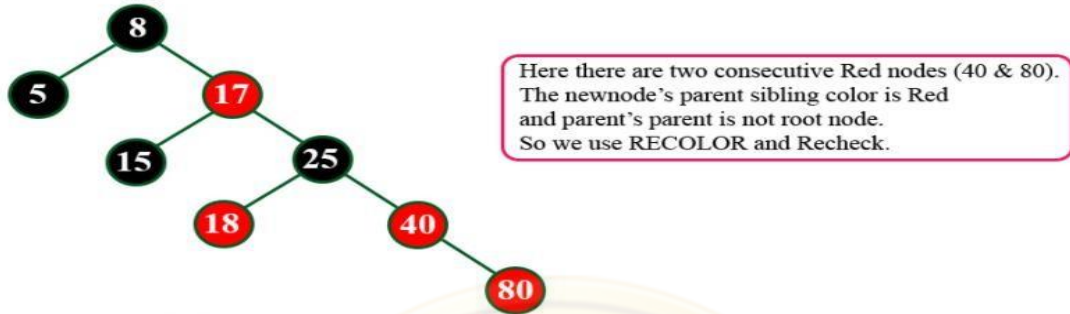 8
5
17
15
25
18
40
80
Here there are two consecutive Red nodes (40 & 80).
The newnode's parent sibling color is Red
and parent's parent is not root node.
So we use RECOLOR and Recheck.